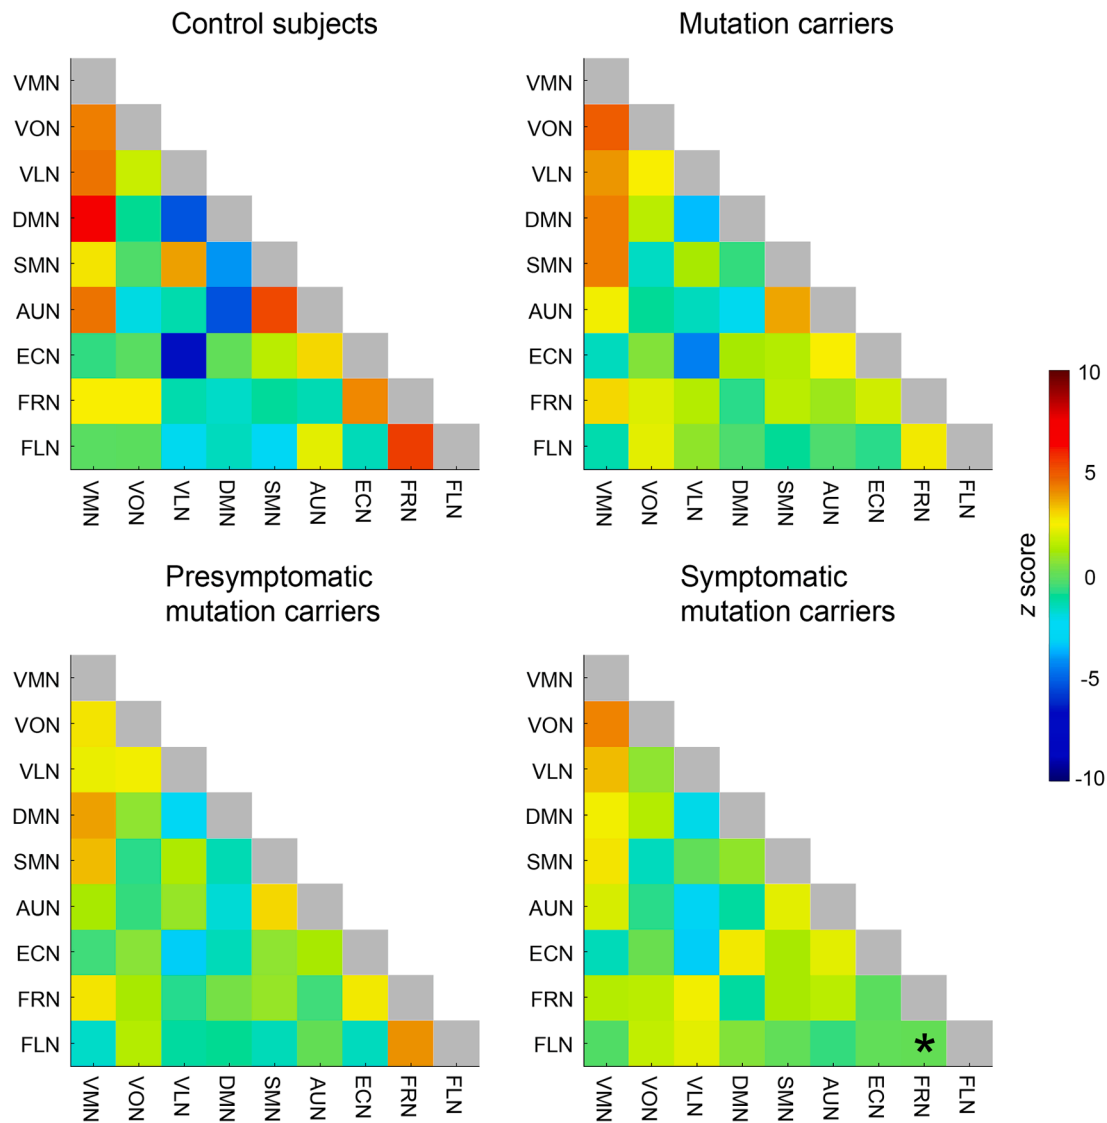 Control subjects
Mutation carriers
VMN
VON
VLN
DMN
SMN
AUN
ECN
FRN
FLN
VMN
VON
VLN
DMN
SMN
AUN
ECN
FRN
FLN
VMN
VON
VLN
DMN
SMN
AUN
ECN
FRN
FLN
VMN
VON
VLN
DMN
SMN
AUN
ECN
FRN
FLN
10
5
0
-5
-10
z score
Presymptomatic
mutation carriers
Symptomatic
mutation carriers
VMN
VON
VLN
DMN
SMN
AUN
ECN
FRN
FLN
VMN
VON
VLN
DMN
SMN
AUN
ECN
FRN
FLN
VMN
VON
VLN
DMN
SMN
AUN
ECN
FRN
FLN
*
VMN
VON
VLN
DMN
SMN
AUN
ECN
FRN
FLN